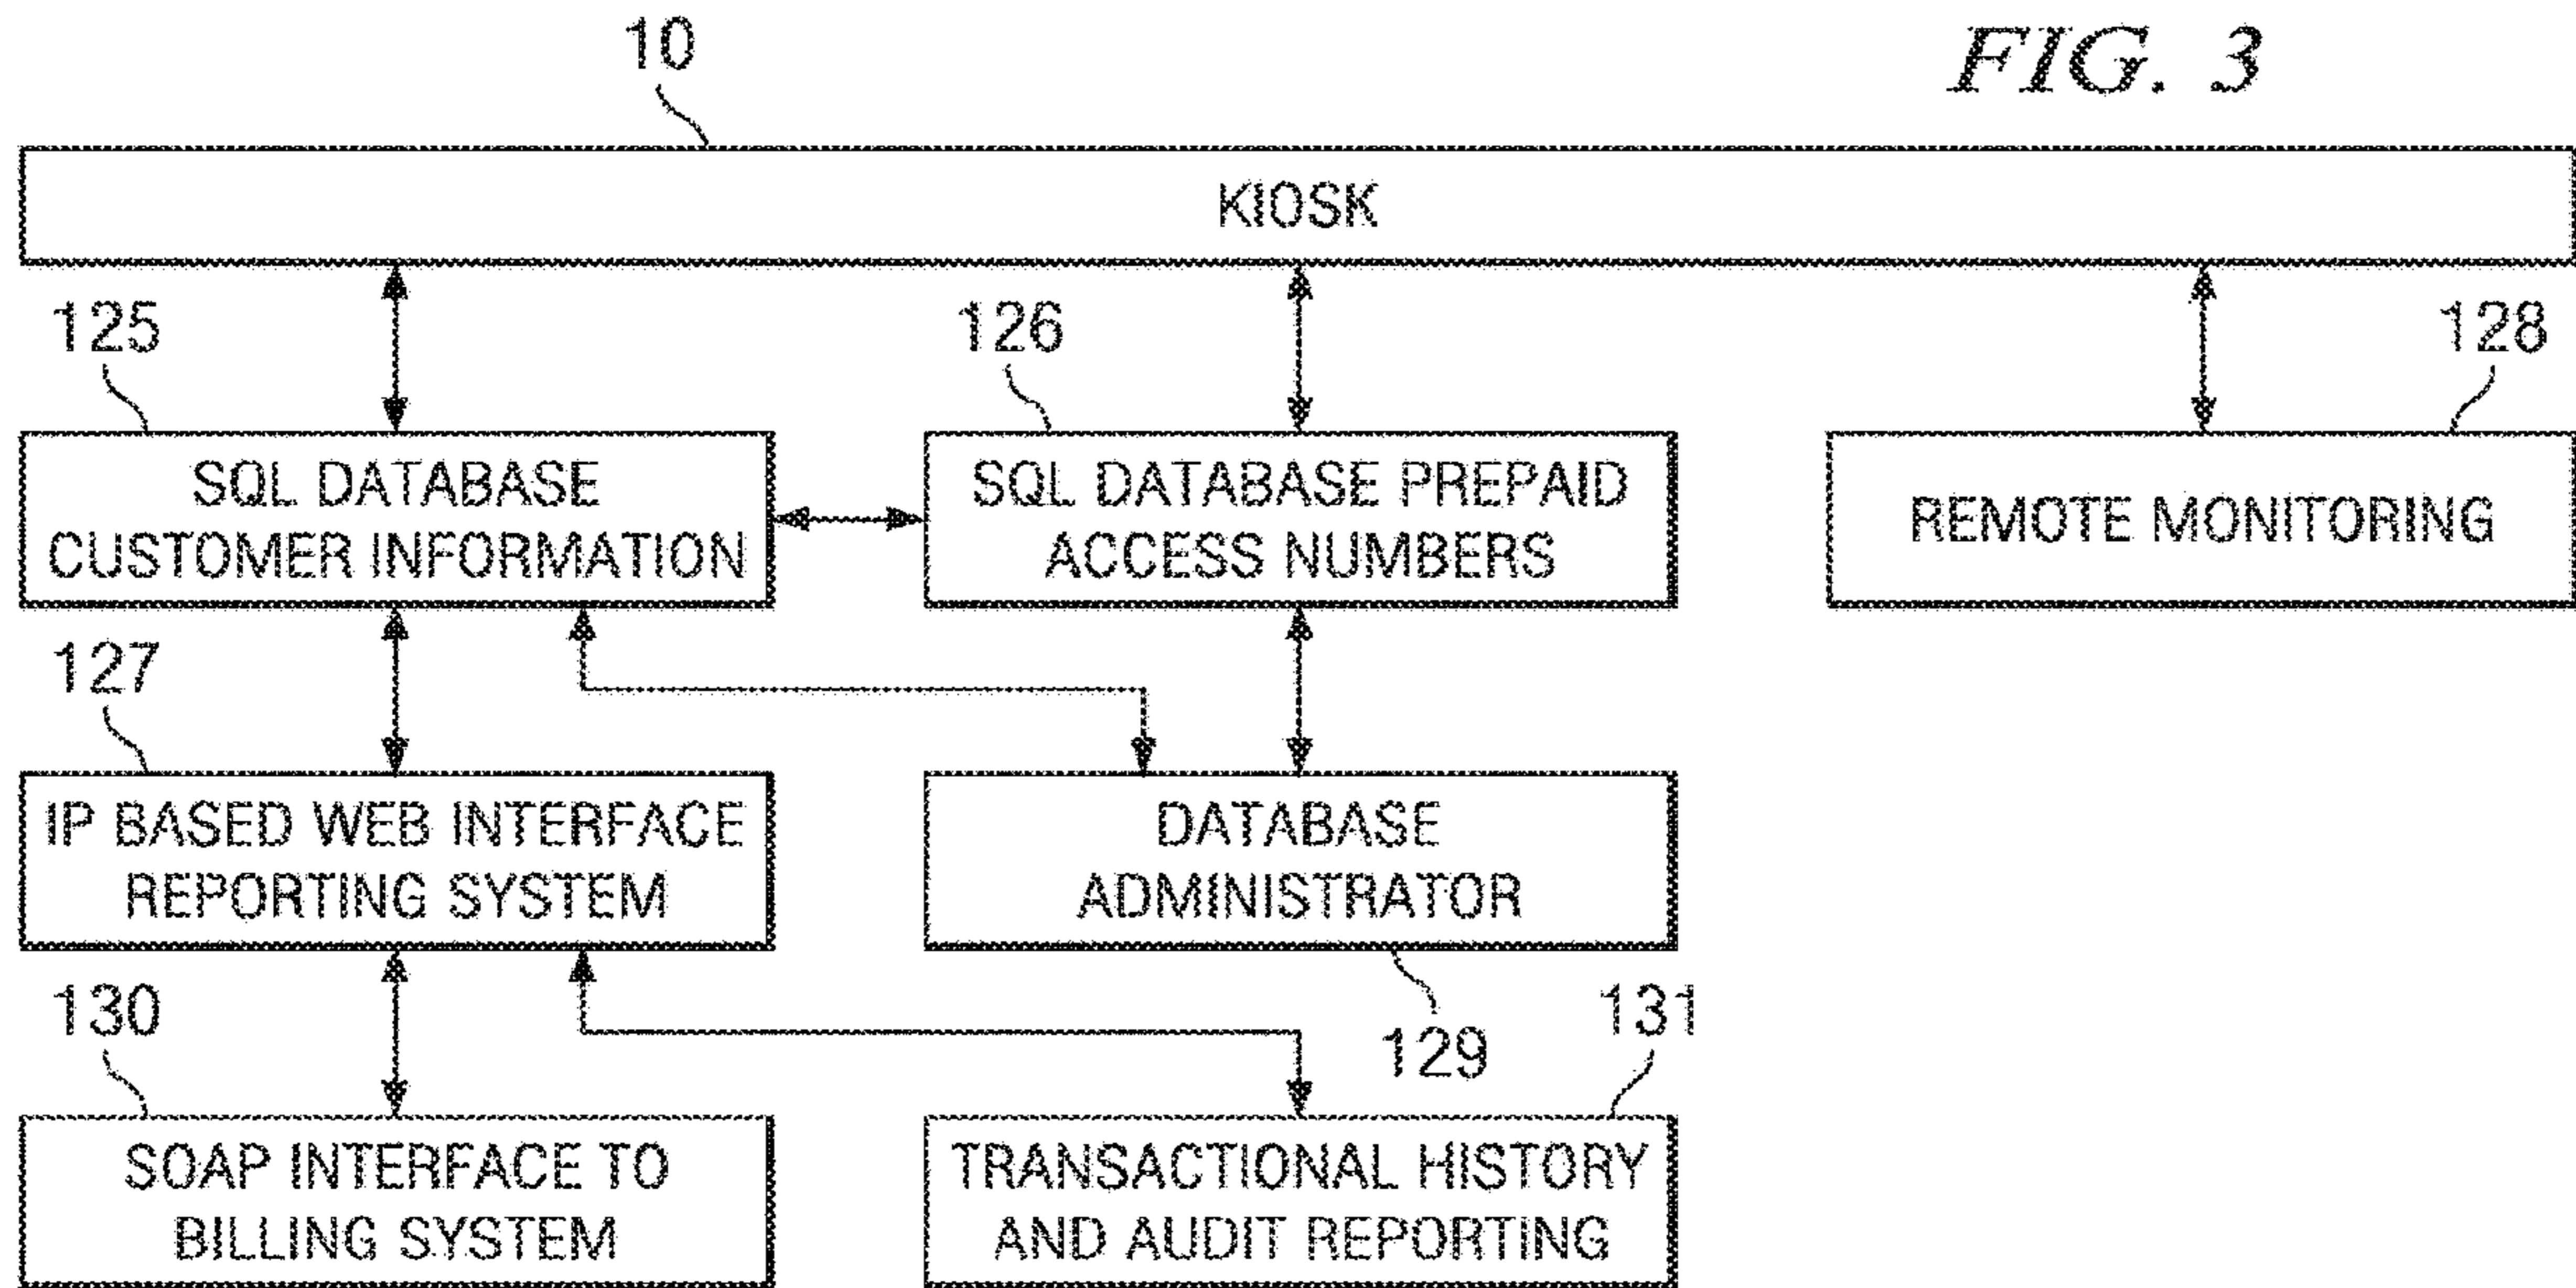 FIG. 3
10
KIOSK
125
126
128
SQL DATABASE
CUSTOMER INFORMATION
SQL DATABASE PREPAID
ACCESS NUMBERS
REMOTE MONITORING
127
IP BASED WEB INTERFACE
REPORTING SYSTEM
DATABASE
ADMINISTRATOR
129
130
131
SOAP INTERFACE TO
BILLING SYSTEM
TRANSACTIONAL HISTORY
AND AUDIT REPORTING